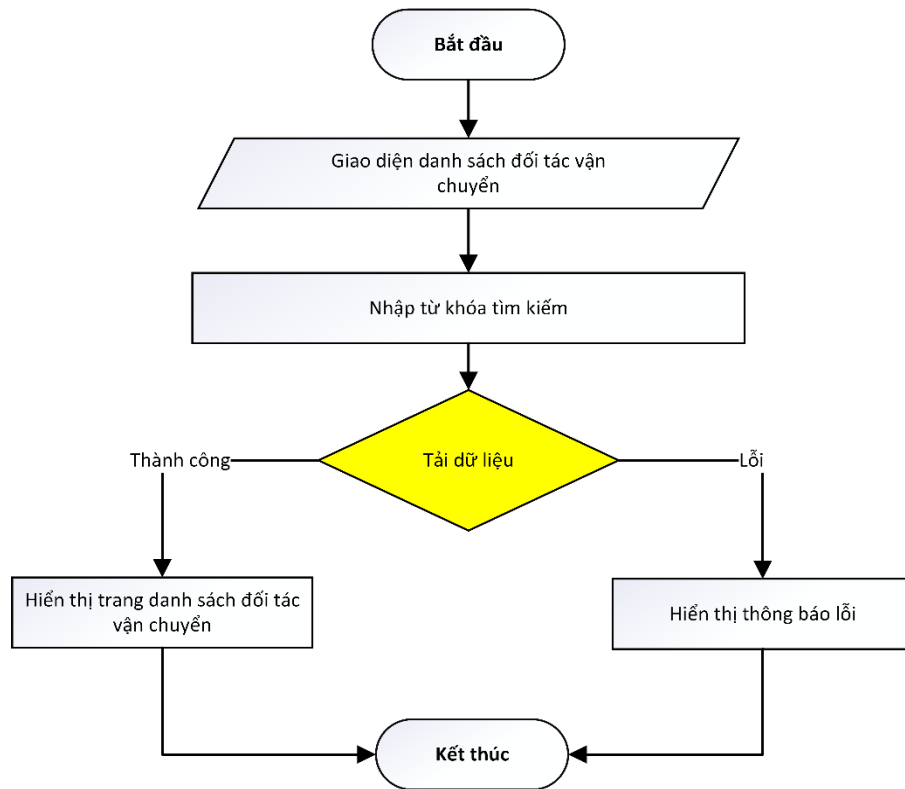 Bắt đầu
Giao diện danh sách đối tác vận
chuyển
Nhập từ khóa tìm kiếm
Tải dữ liệu
Thành công
Lỗi
Hiển thị trang danh sách đối tác
vận chuyển
Hiển thị thông báo lỗi
Kết thúc